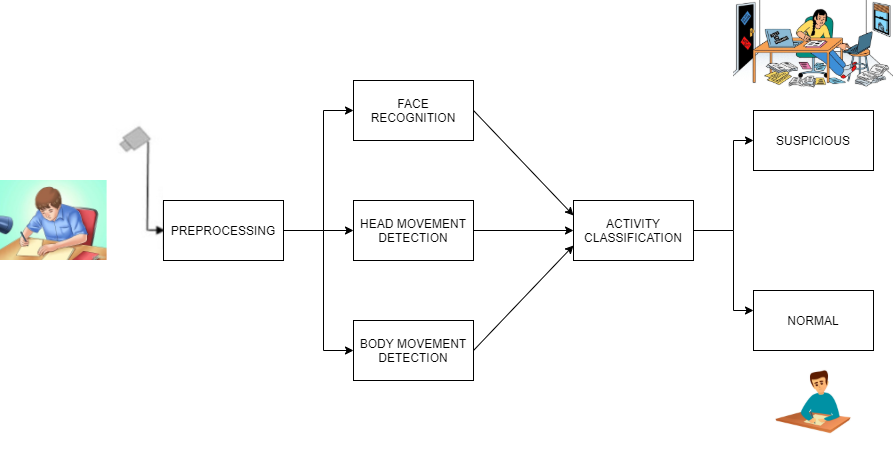 FACE
RECOGNITION
SUSPICIOUS
PREPROCESSING
HEAD MOVEMENT
DETECTION
ACTIVITY
CLASSIFICATION
NORMAL
BODY MOVEMENT
DETECTION